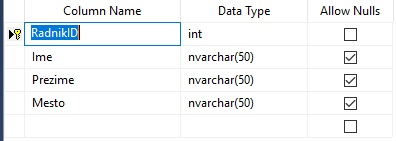 Column Name Data Type Allow Nulls
RadnikID int
Ime nvarchar(50)
Prezime nvarchar(50)
Mesto nvarchar(50)